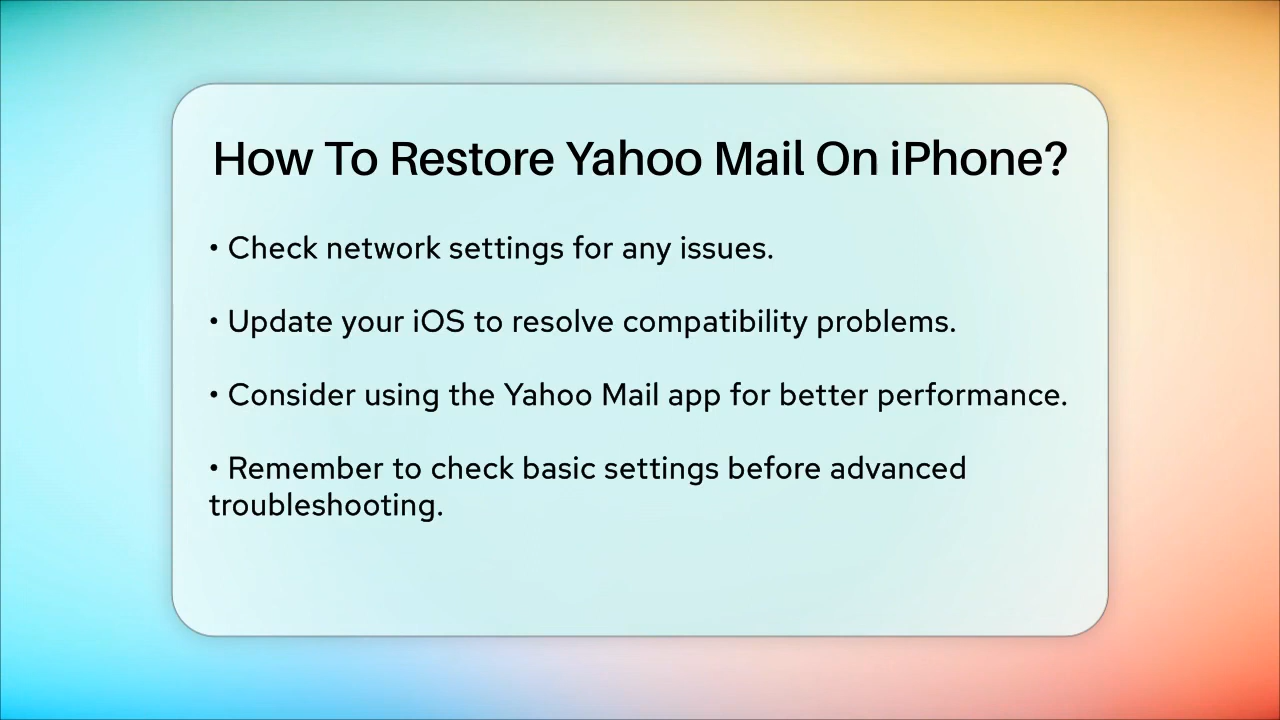 How To Restore Yahoo Mail On iPhone?
• Check network settings for any issues.
• Update your iOS to resolve compatibility problems.
• Consider using the Yahoo Mail app for better performance.
• Remember to check basic settings before advanced
troubleshooting.